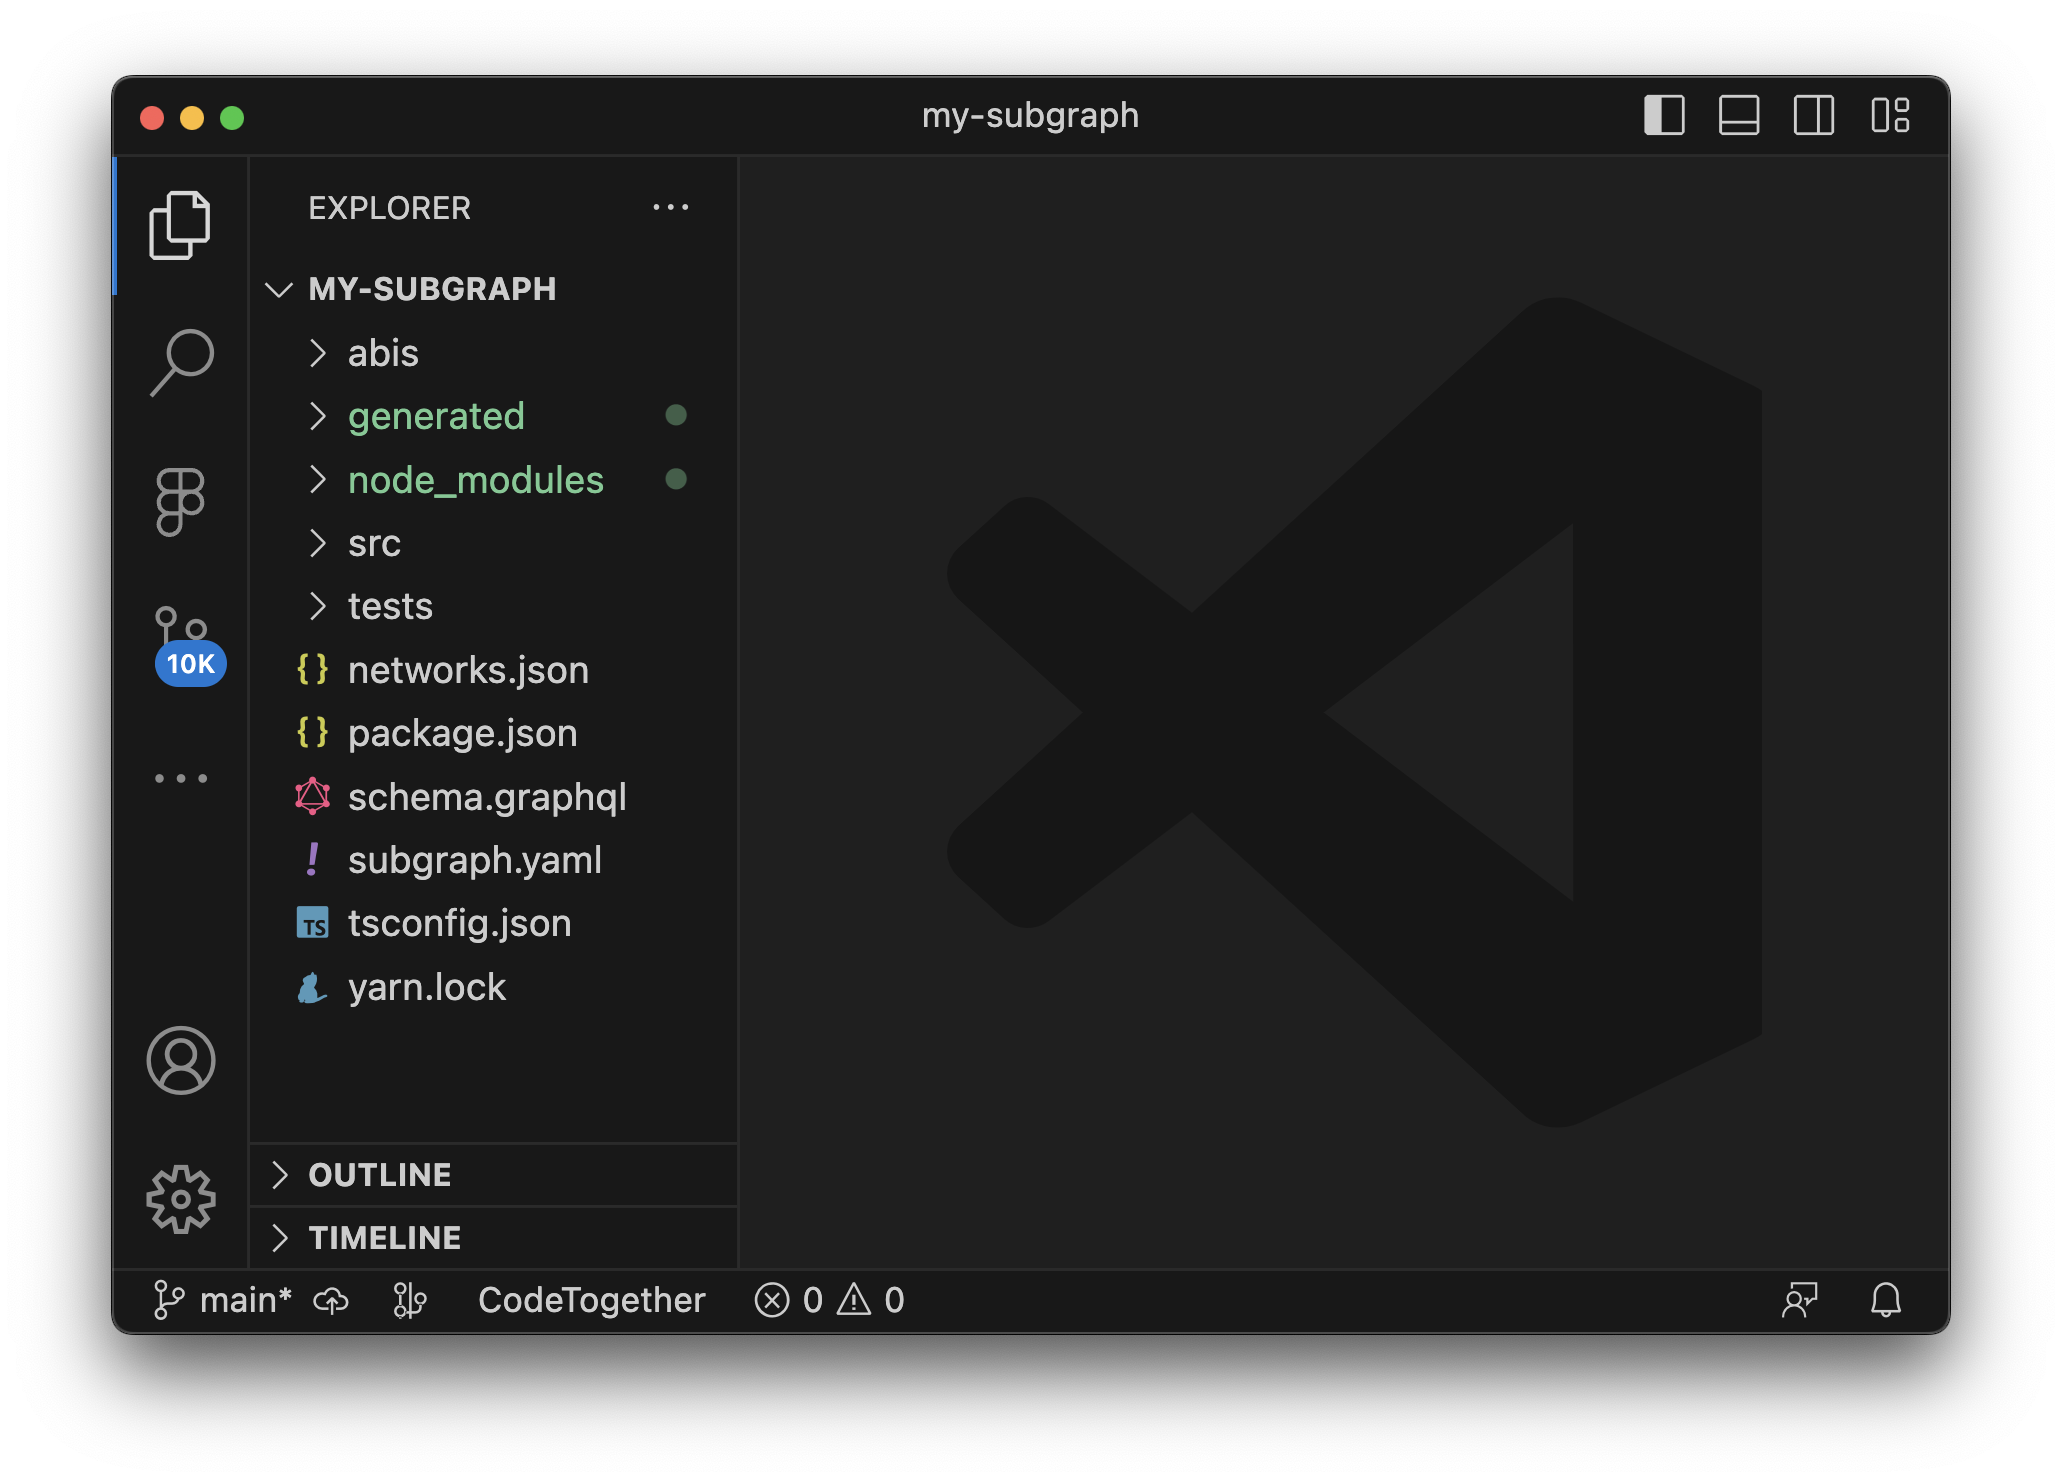 my-subgraph
EXPLORER
MY-SUBGRAPH
abis
generated
node_modules
src
tests
{} networks.json
{} package.json
schema.graphql
! subgraph.yaml
TS tsconfig.json
yarn.lock
10K
OUTLINE
TIMELINE
main* CodeTogether 0 0